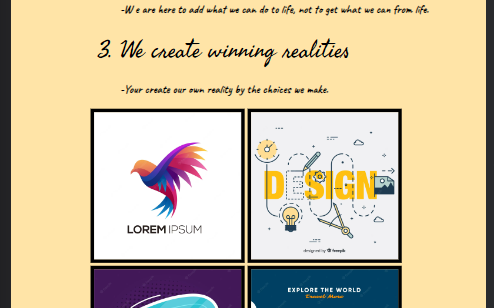 -We are here to add what we can do to life, not to get what we can from life.
3. We create winning realities
-Your create our own reality by the choices we make.
LOREM IPSUM
DESIGN
designed by freepik
EXPLORE THE WORLD
Travel More